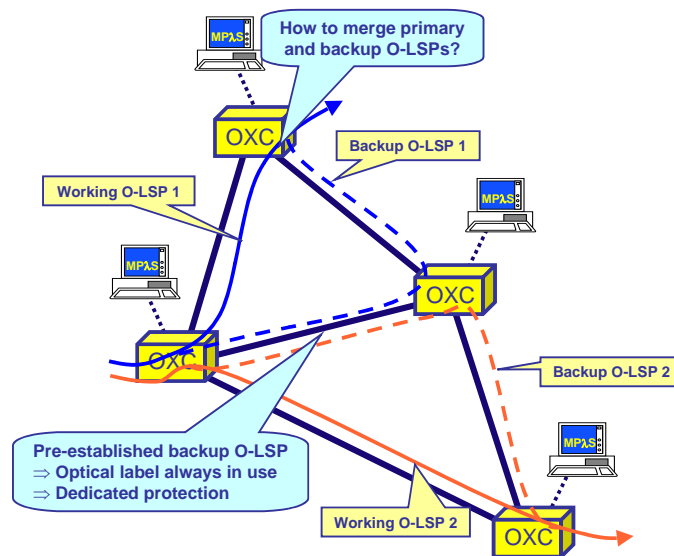 MPλS
How to merge primary
and backup O-LSPs?
OXC
Backup O-LSP 1
Working O-LSP 1
MPλS
MPλS
OXC
OXC
Backup O-LSP 2
Pre-established backup O-LSP
⇒ Optical label always in use
⇒ Dedicated protection
MPλS
Working O-LSP 2
OXC